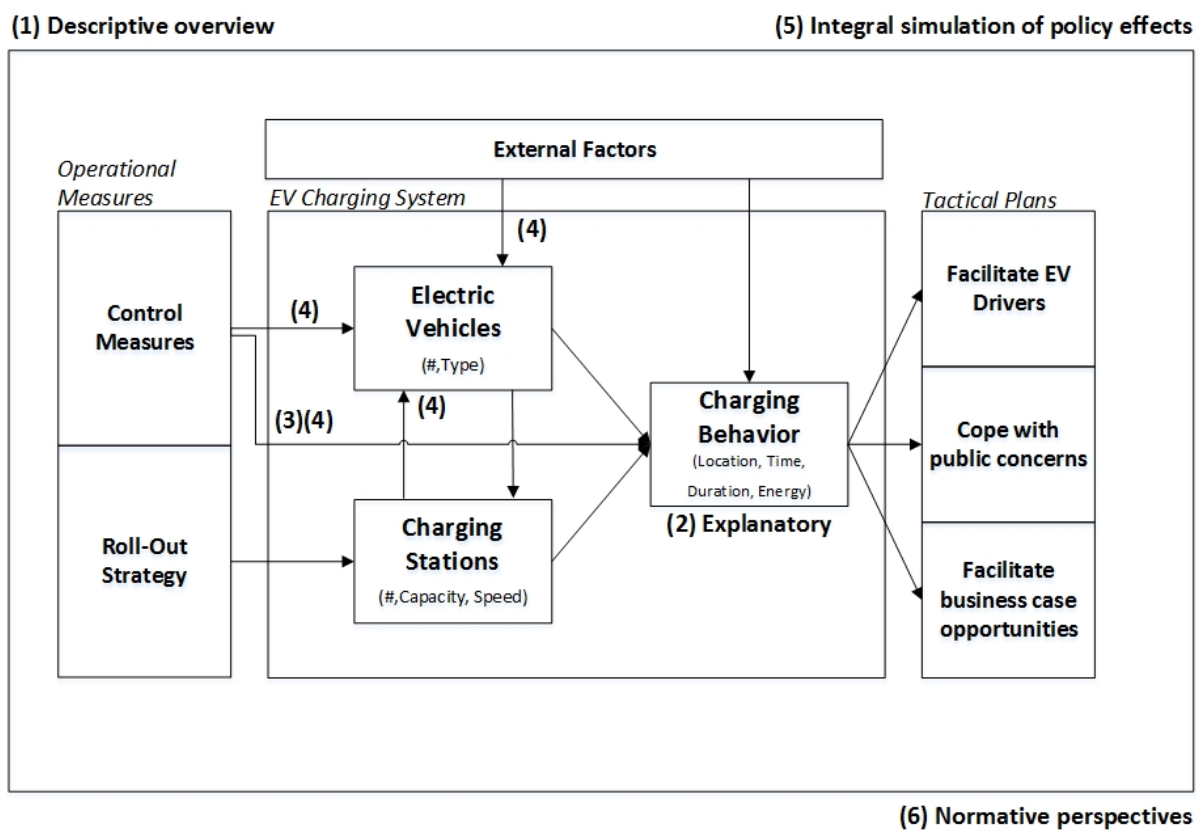 (1) Descriptive overview
(5) Integral simulation of policy effects
External Factors
Operational
Measures
EV Charging System
Tactical Plans
(4)
Control
Measures
(4)
Electric
Vehicles
(#,Type)
Facilitate EV
Drivers
(3)(4)
(4)
Charging
Behavior
(Location, Time,
Duration, Energy)
(2) Explanatory
Cope with
public concerns
Roll-Out
Strategy
Charging
Stations
(#,Capacity, Speed)
Facilitate
business case
opportunities
(6) Normative perspectives